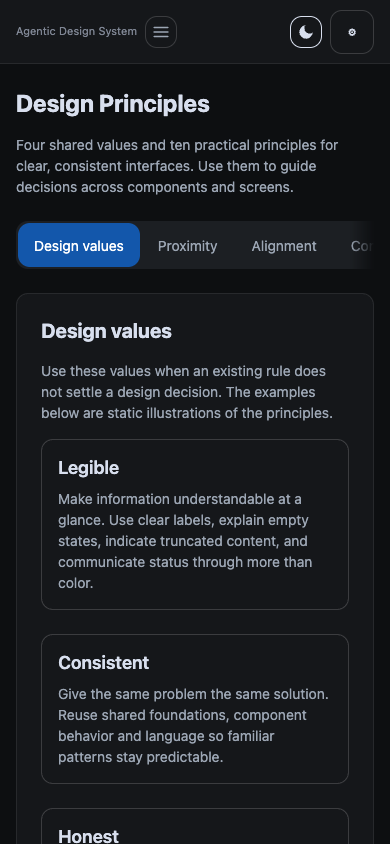 Agentic Design System
Design Principles
Four shared values and ten practical principles for
clear, consistent interfaces. Use them to guide
decisions across components and screens.
Design values Proximity Alignment
Design values
Use these values when an existing rule does
not settle a design decision. The examples
below are static illustrations of the principles.
Legible
Make information understandable at a
glance. Use clear labels, explain empty
states, indicate truncated content, and
communicate status through more than
color.
Consistent
Give the same problem the same solution.
Reuse shared foundations, component
behavior and language so familiar
patterns stay predictable.
Honest